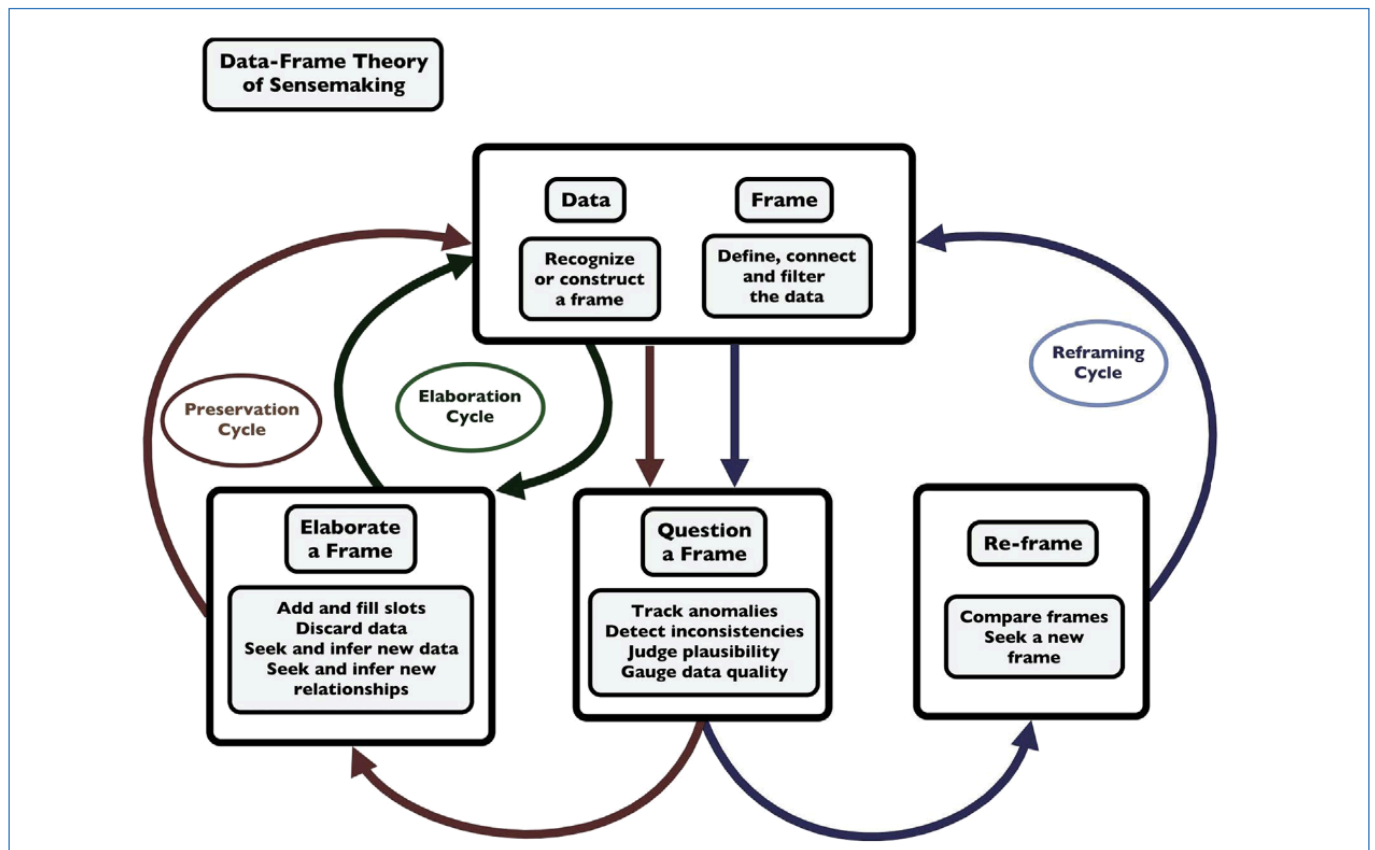 Data-Frame Theory
of Sensemaking
Data
Frame
Recognize
or construct
a frame
Define, connect
and filter
the data
Preservation
Cycle
Elaboration
Cycle
Reframing
Cycle
Elaborate
a Frame
Add and fill slots
Discard data
Seek and infer new data
Seek and infer new
relationships
Question
a Frame
Track anomalies
Detect inconsistencies
Judge plausibility
Gauge data quality
Re-frame
Compare frames
Seek a new
frame